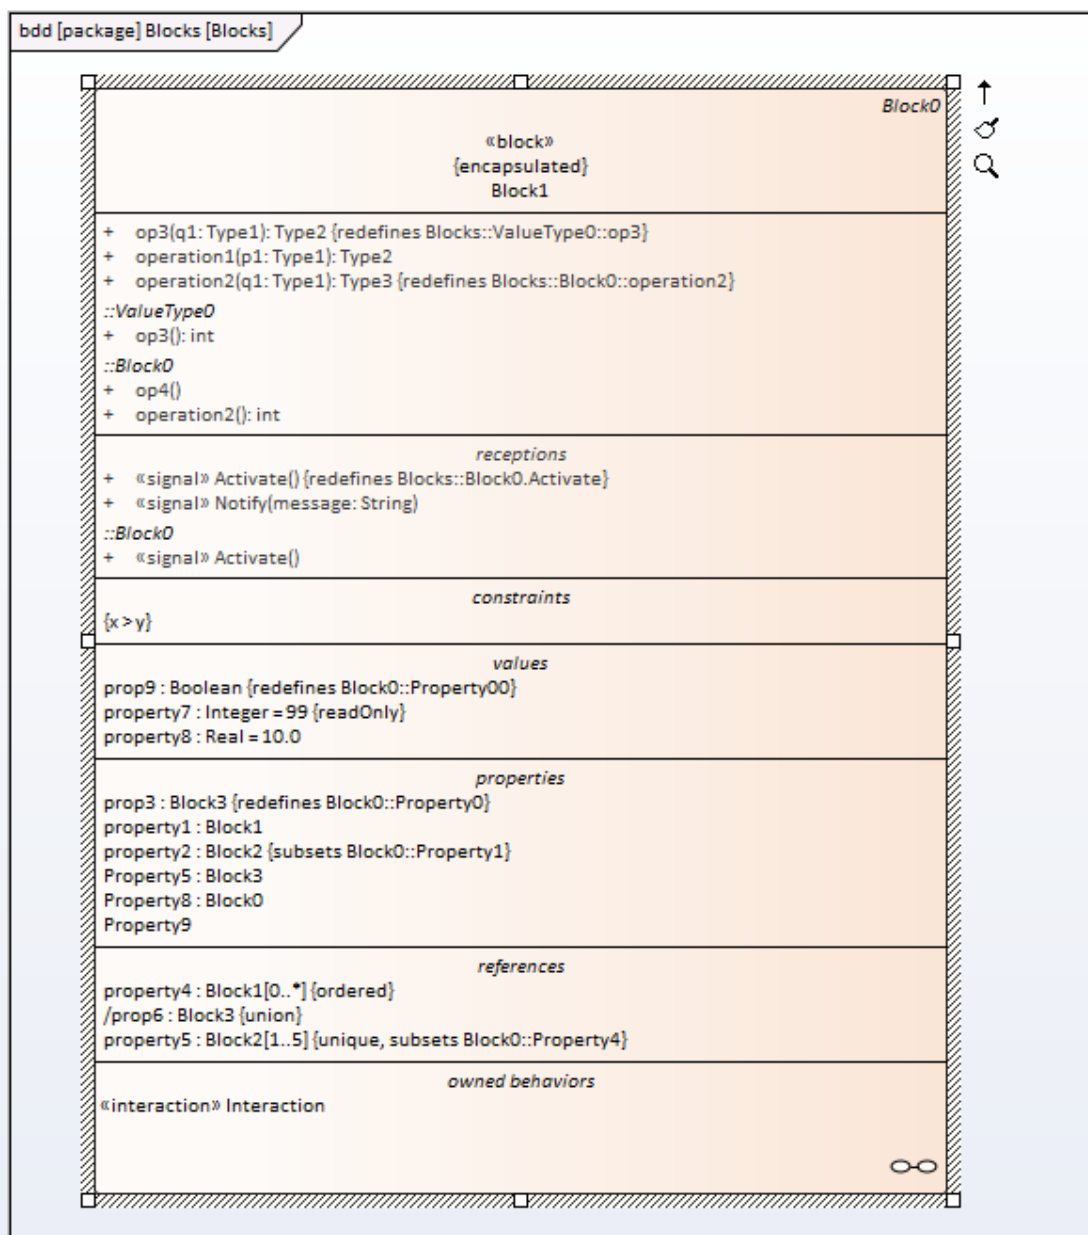 bdd [package] Blocks [Blocks]
Block0
«block»
{encapsulated}
Block1
+ op3(q1: Type1): Type2 {redefines Blocks::ValueType0::op3}
+ operation1(p1: Type1): Type2
+ operation2(q1: Type1): Type3 {redefines Blocks::Block0::operation2}
::ValueType0
+ op3(): int
::Block0
+ op4()
+ operation2(): int
receptions
+ «signal» Activate() {redefines Blocks::Block0.Activate}
+ «signal» Notify(message: String)
::Block0
+ «signal» Activate()
constraints
{x > y}
values
prop9 : Boolean {redefines Block0::Property00}
property7 : Integer = 99 {readOnly}
property8 : Real = 10.0
properties
prop3 : Block3 {redefines Block0::Property0}
property1 : Block1
property2 : Block2 {subsets Block0::Property1}
Property5 : Block3
Property8 : Block0
Property9
references
property4 : Block1[0..*] {ordered}
/prop6 : Block3 {union}
property5 : Block2[1..5] {unique, subsets Block0::Property4}
owned behaviors
«interaction» Interaction